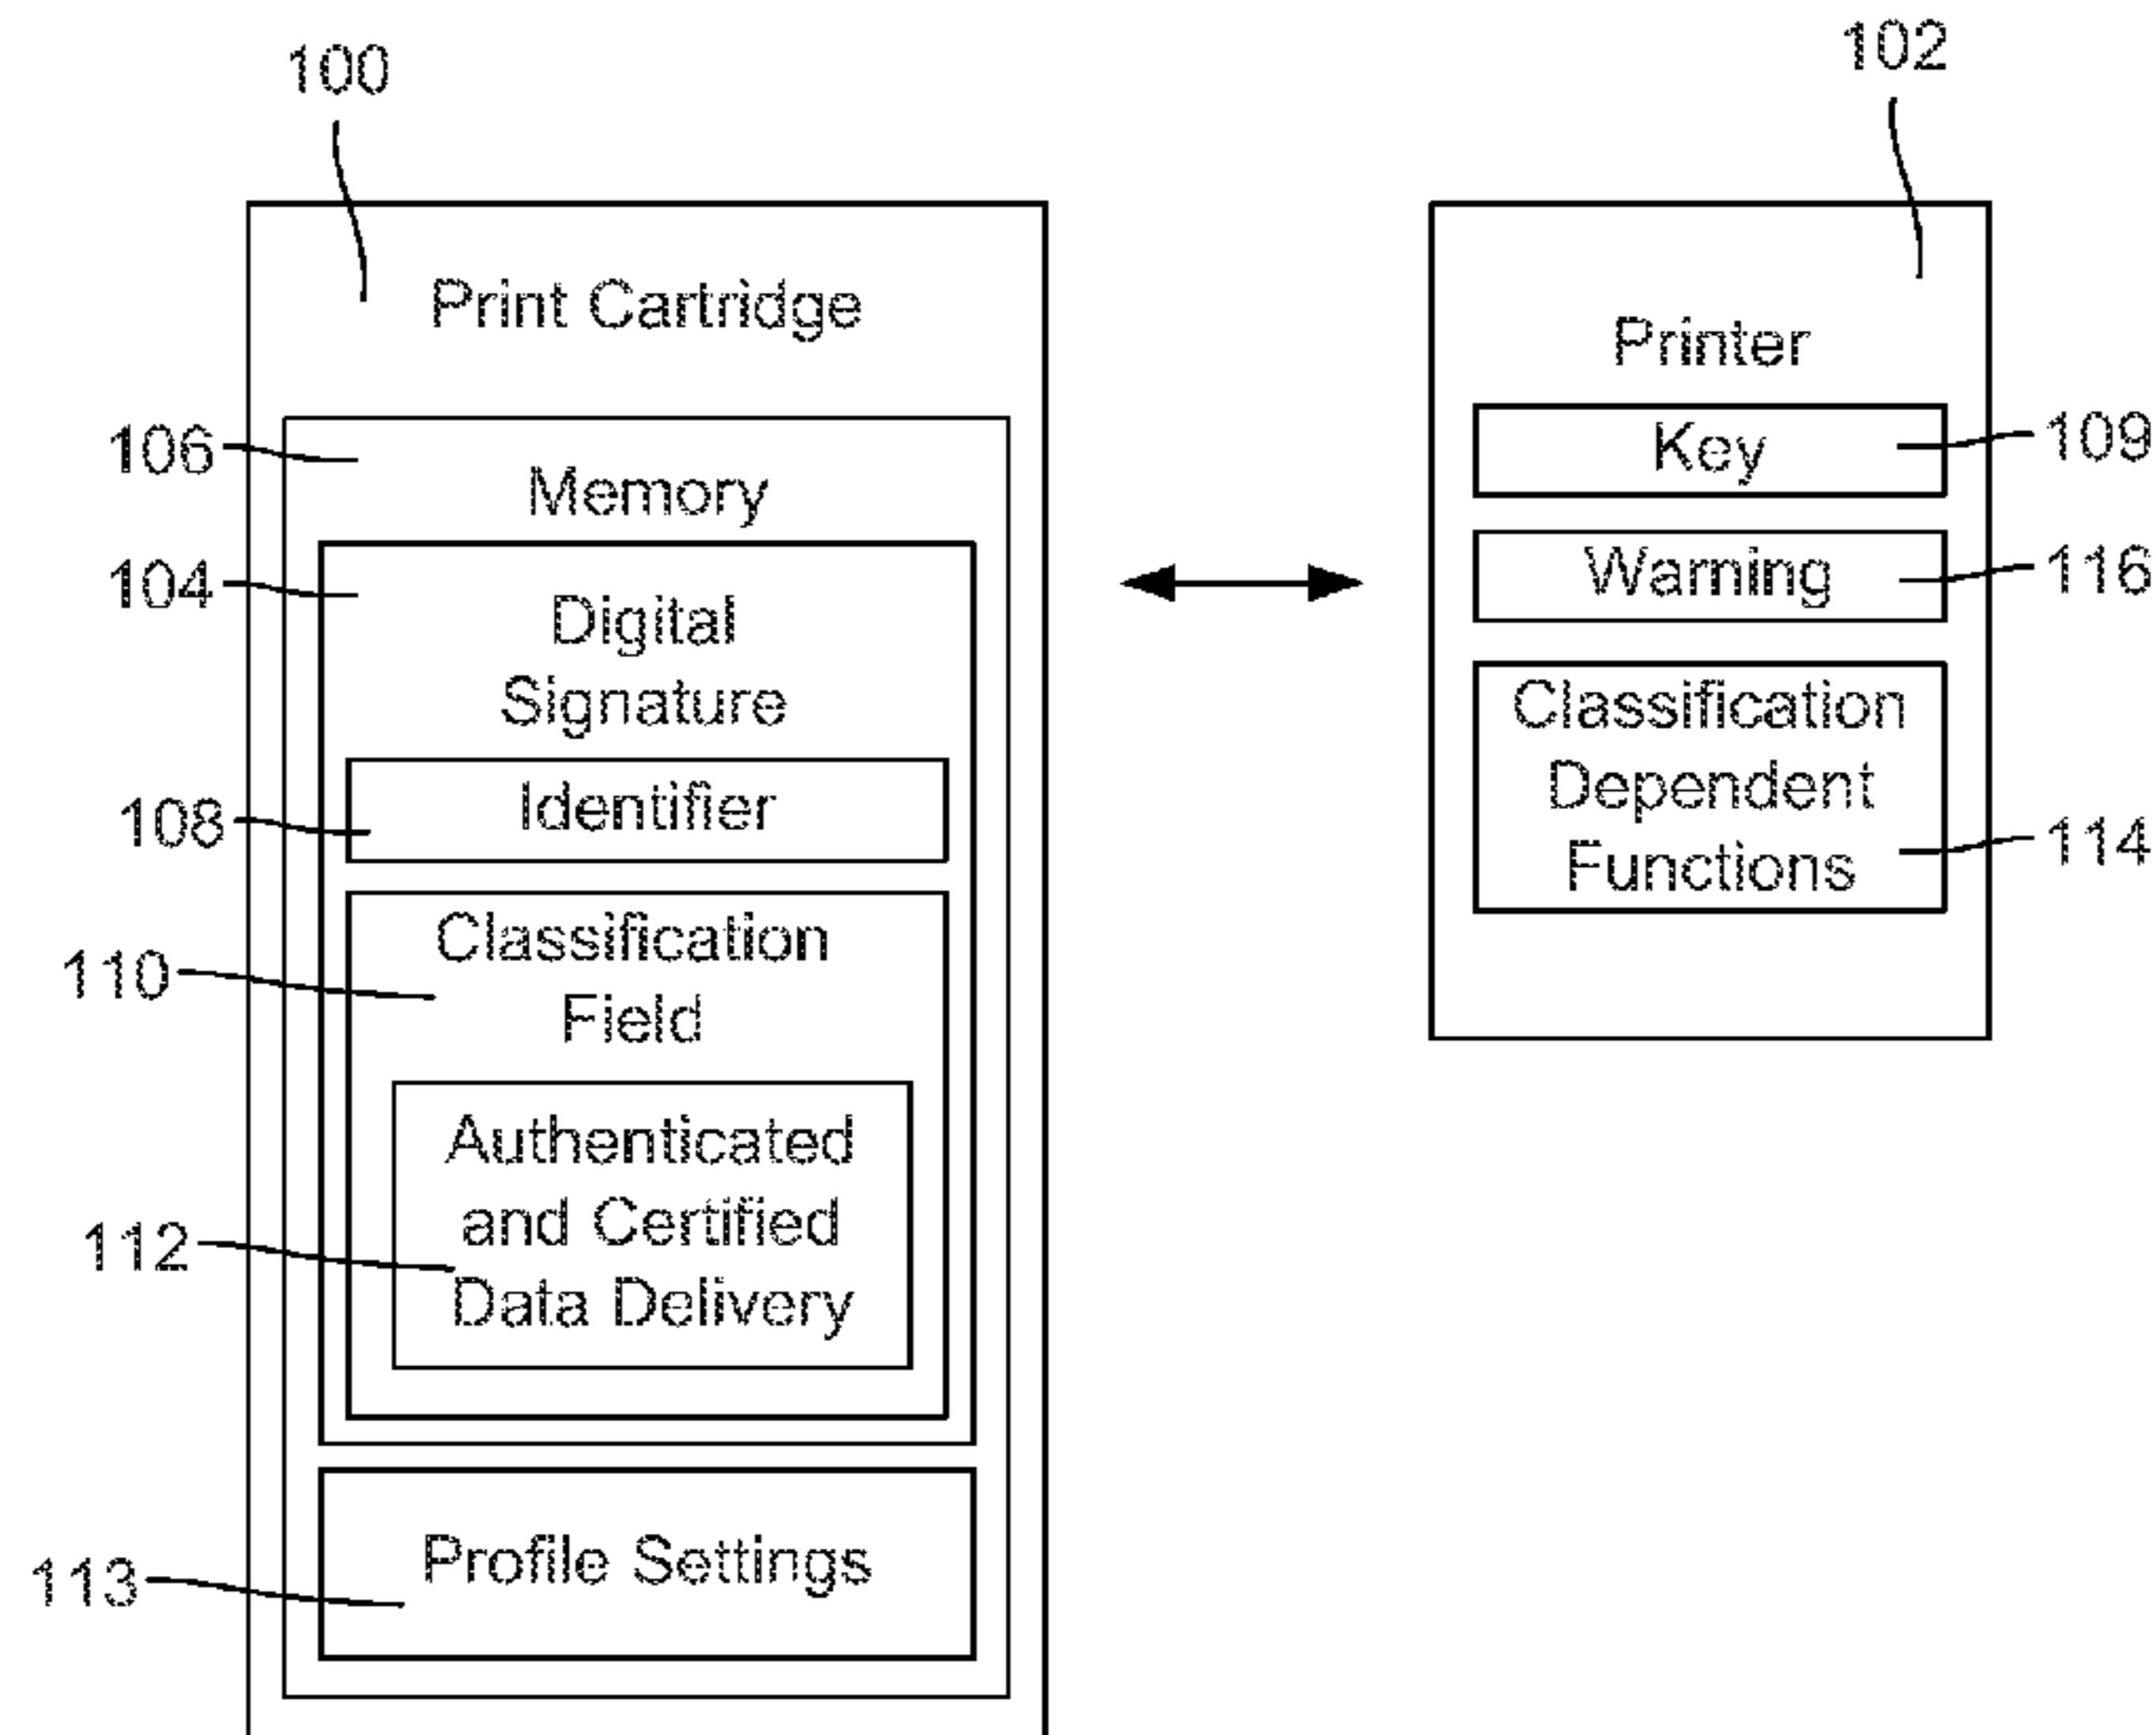 100
102
Print Cartridge
Printer
106
Memory
Key
109
104
Digital
Signature
Warning
116
108
Identifier
Classification
Dependent
Functions
114
110
Classification
Field
112
Authenticated
and Certified
Data Delivery
113
Profile Settings